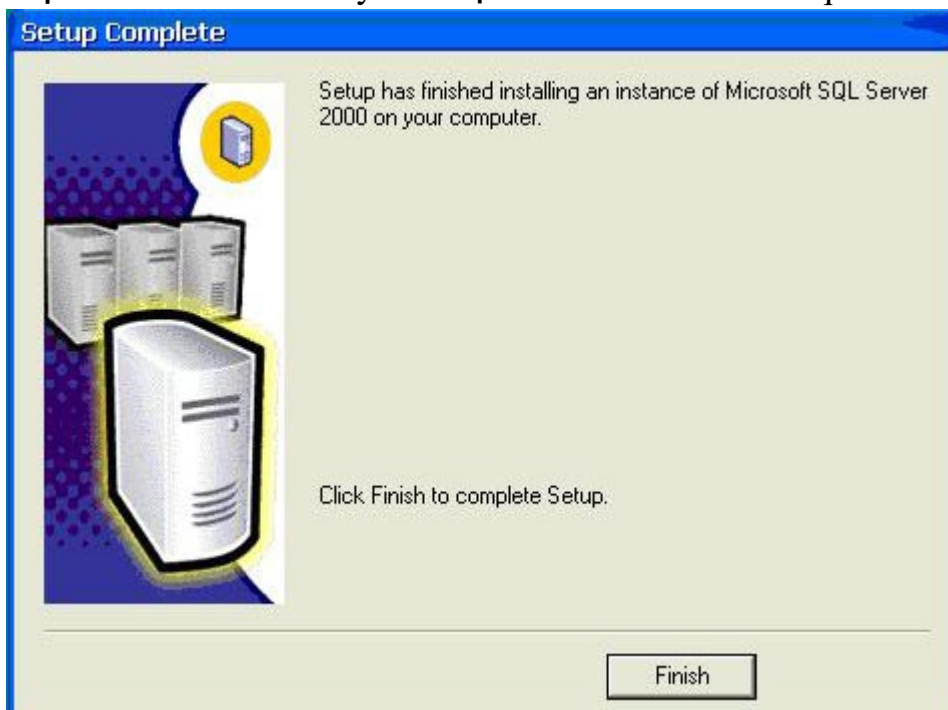 Setup Complete
Setup has finished installing an instance of Microsoft SQL Server
2000 on your computer.
Click Finish to complete Setup.
Finish